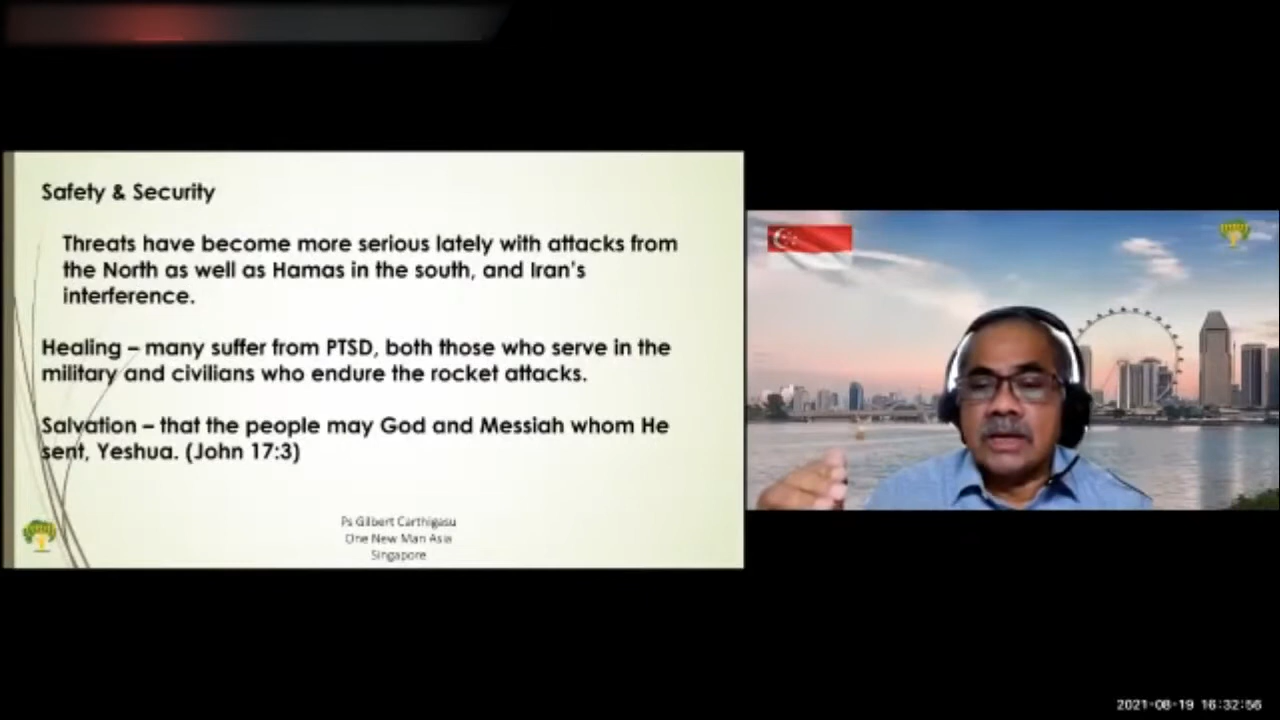 Safety & Security
Threats have become more serious lately with attacks from
the North as well as Hamas in the south, and Iran's
interference.
Healing – many suffer from PTSD, both those who serve in the
military and civilians who endure the rocket attacks.
Salvation – that the people may God and Messiah whom He
sent, Yeshua. (John 17:3)
Ps Gilbert Carthigasu
One New Man Asia
Singapore
2021-08-19 16:32:56